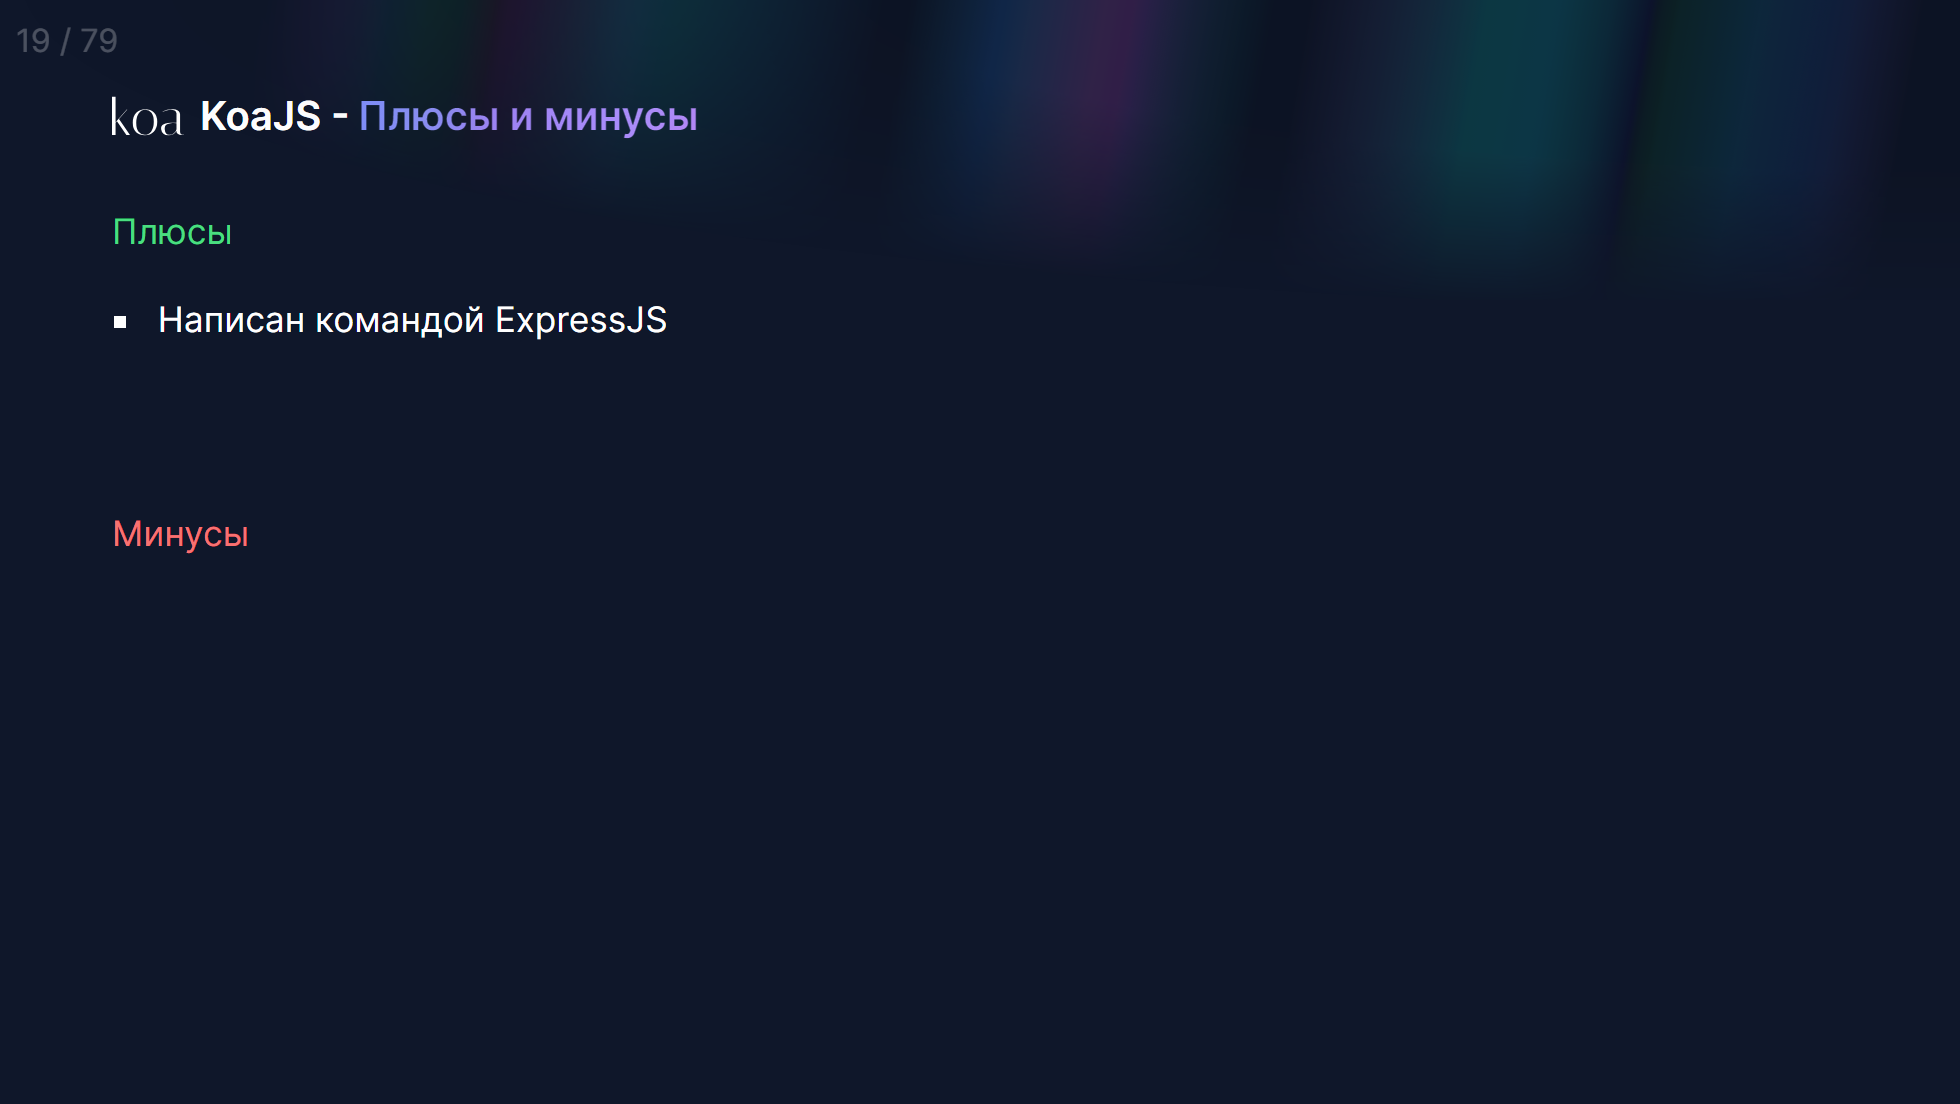 19 / 79
koa KoaJS - Плюсы и минусы
Плюсы
Написан командой ExpressJS
Минусы